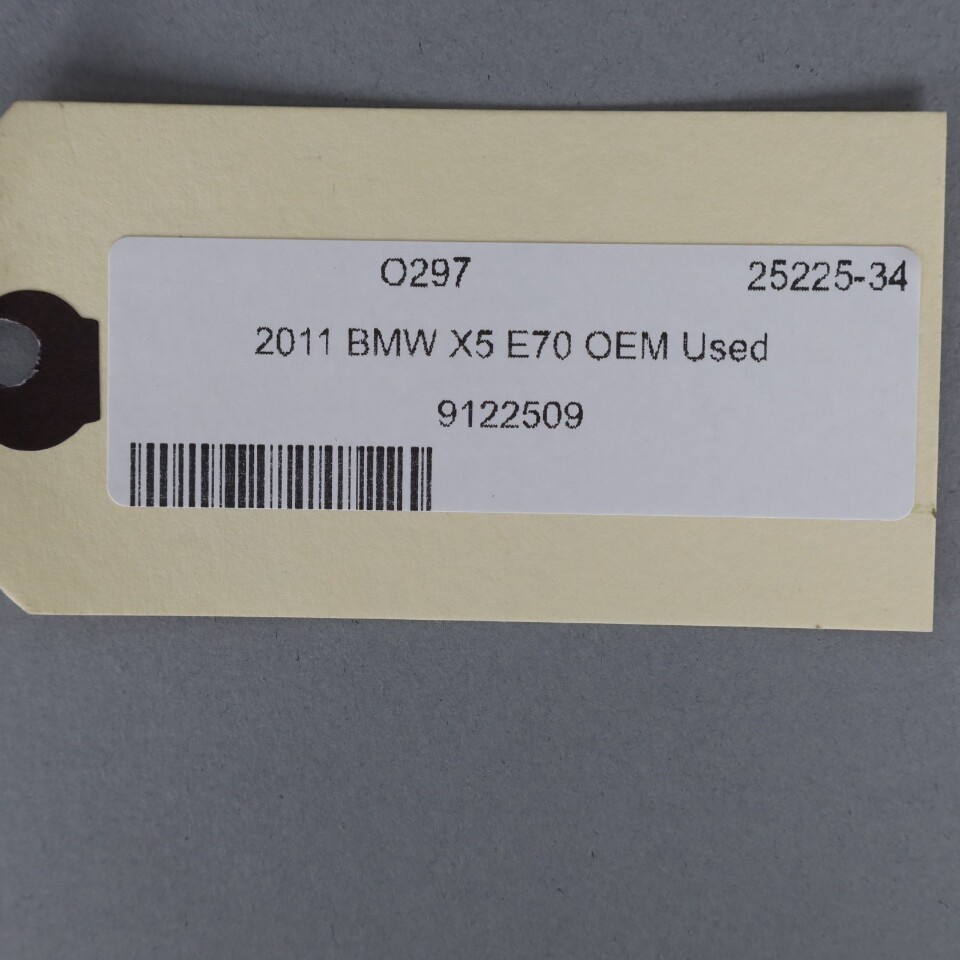 O297 25225-34
2011 BMW X5 E70 OEM Used
9122509